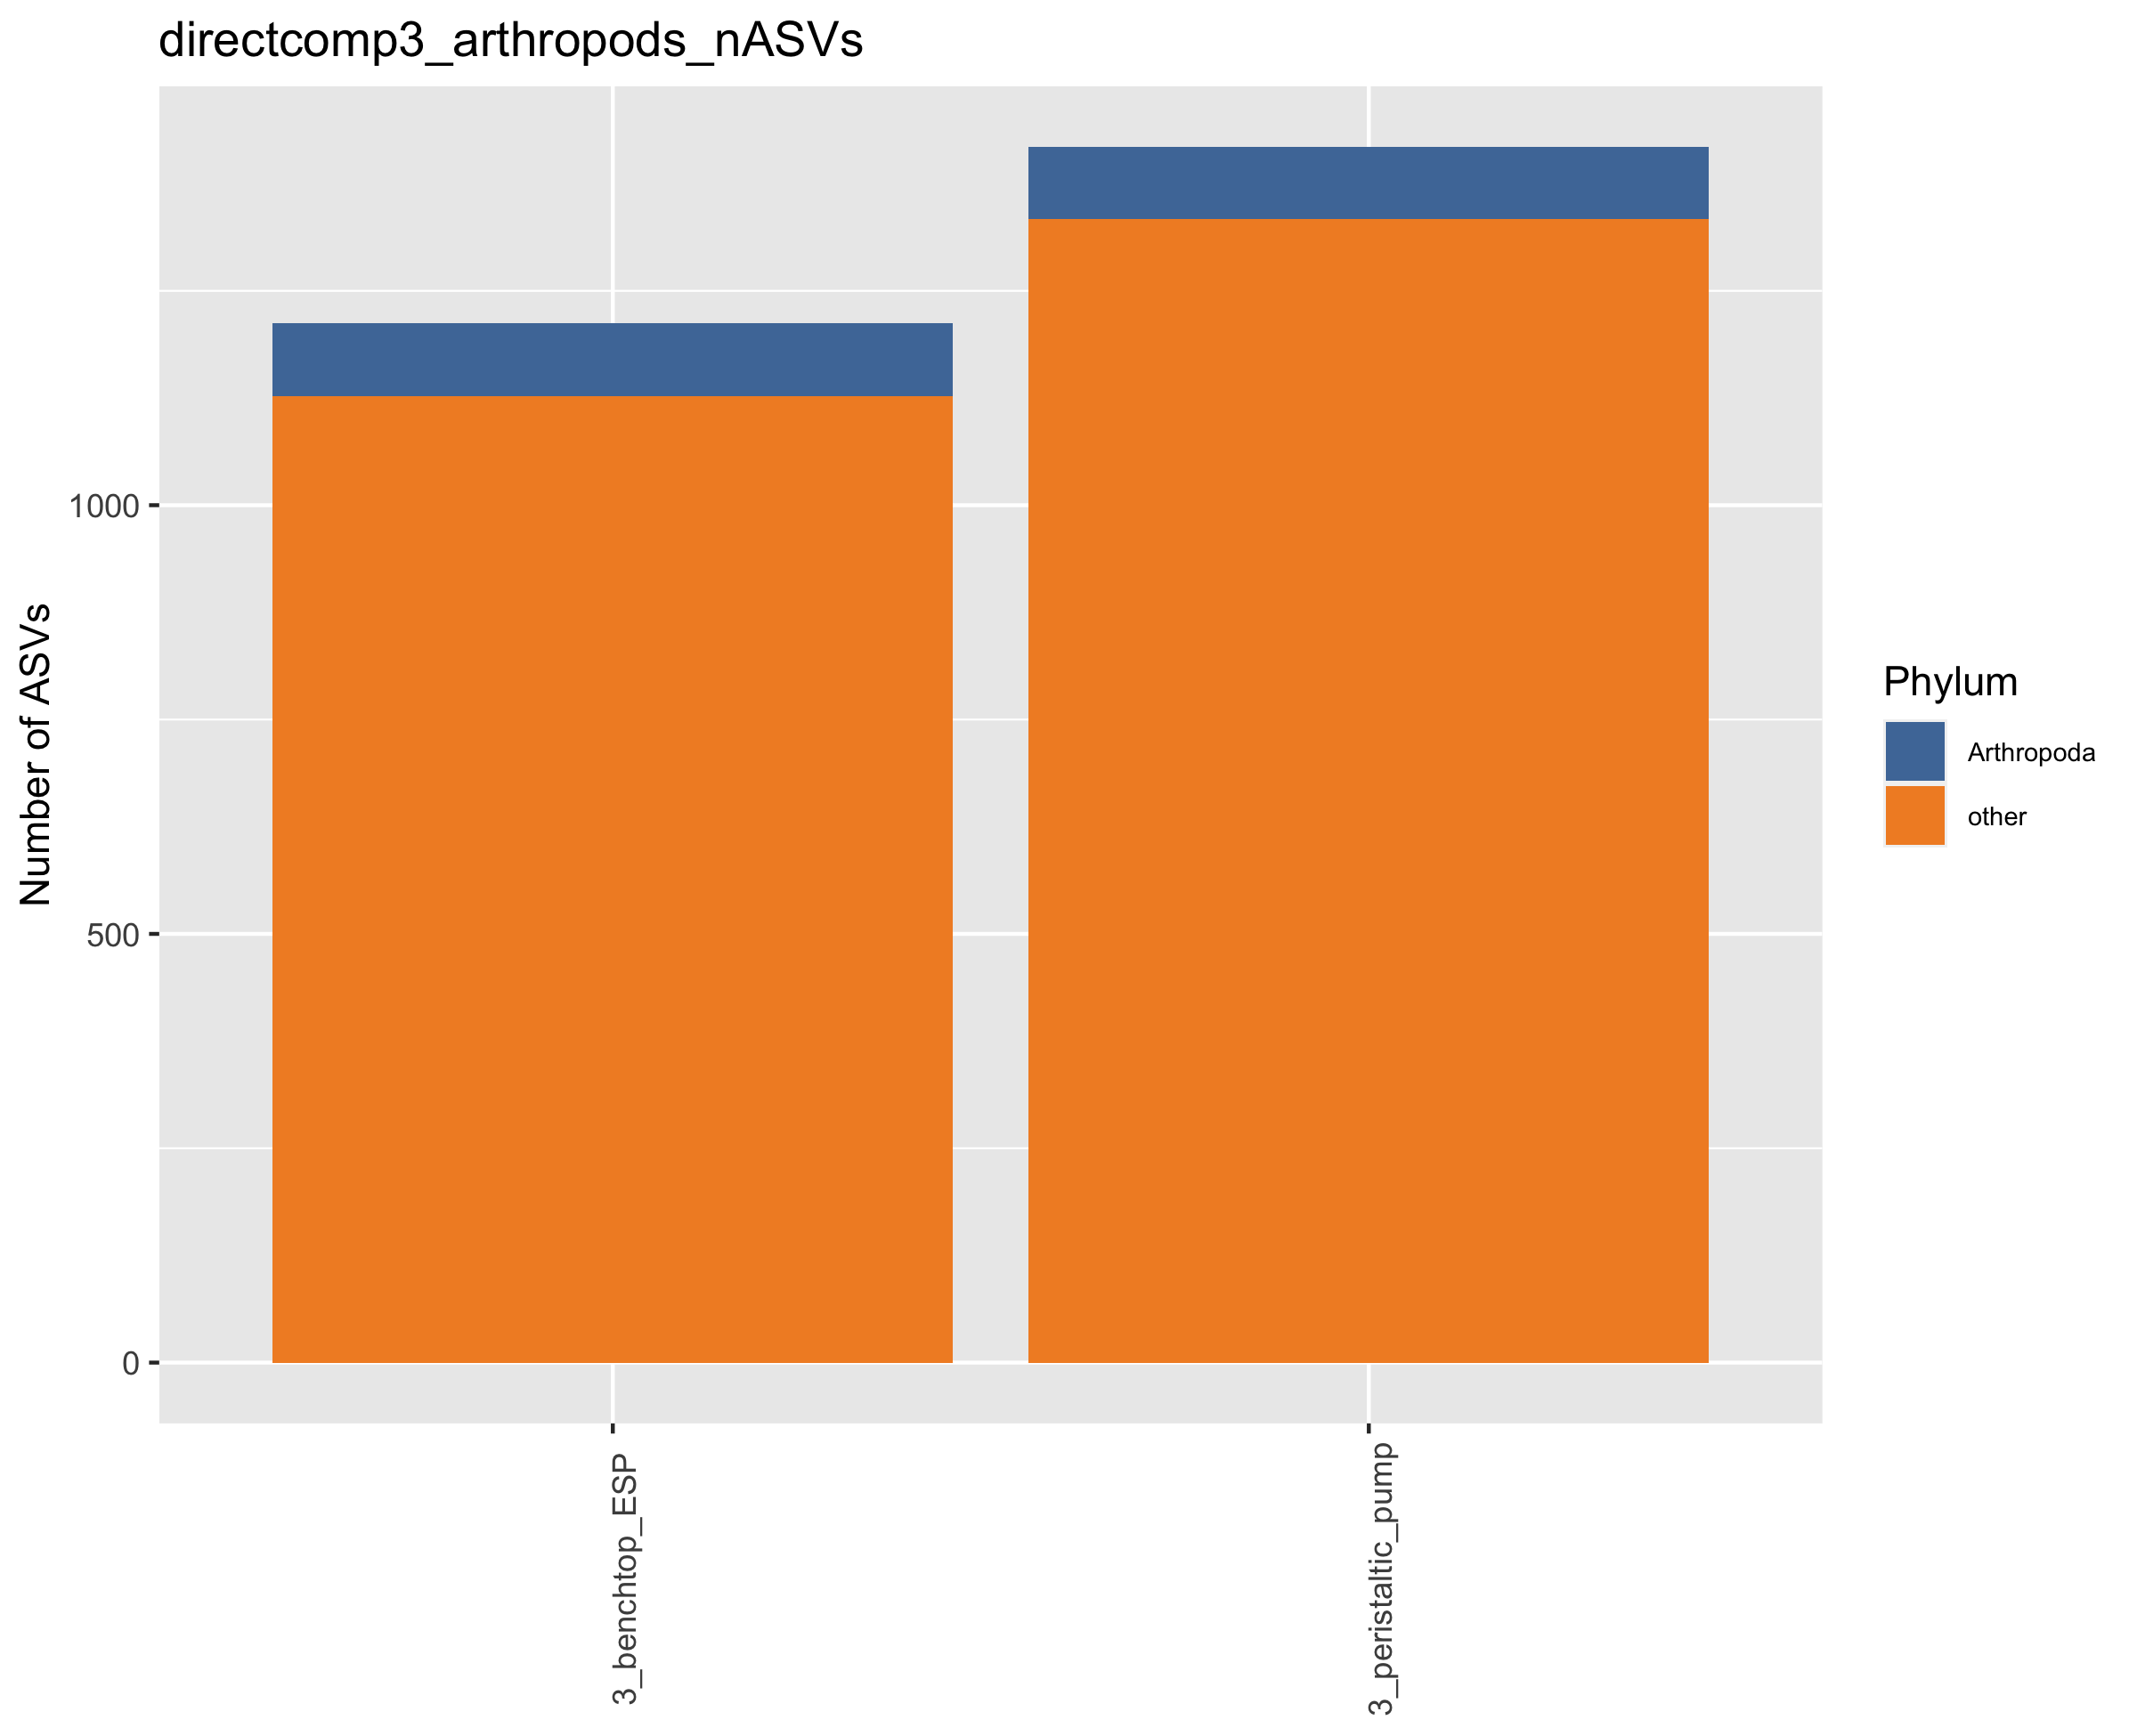 directcomp3_arthropods_nASVs
Number of ASVs
1000
500
0
3_benchtop_ESP
3_peristaltic_pump
Phylum
Arthropoda
other